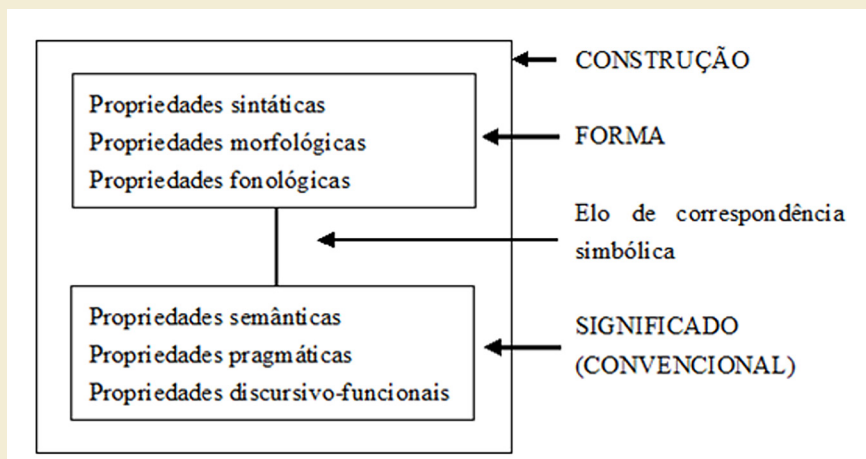 Propriedades sintáticas
Propriedades morfológicas
Propriedades fonológicas
Propriedades semânticas
Propriedades pragmáticas
Propriedades discursivo-funcionais
CONSTRUÇÃO
FORMA
Elo de correspondência
simbólica
SIGNIFICADO
(CONVENCIONAL)